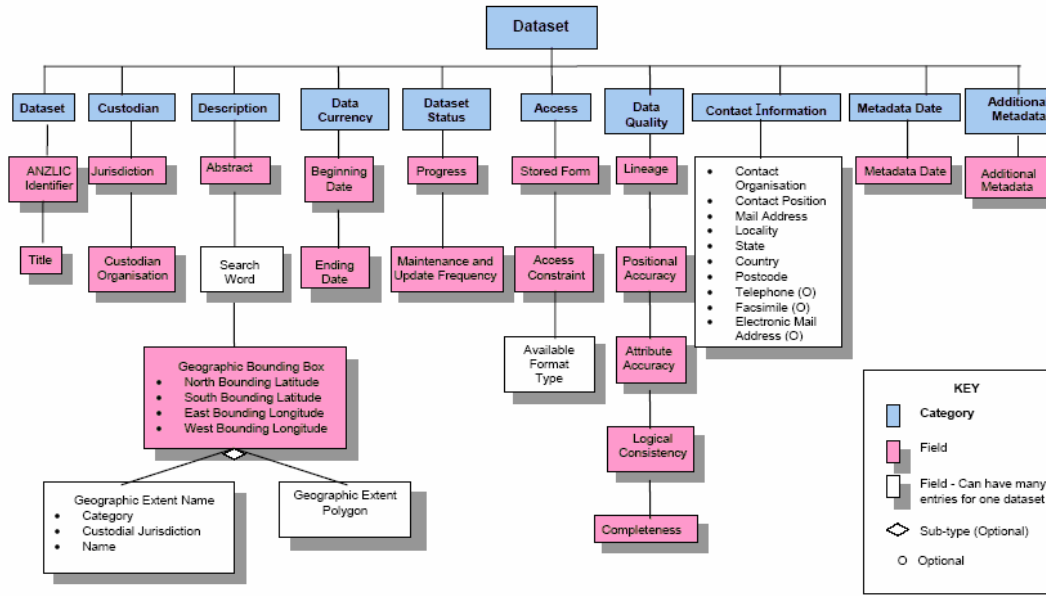 Dataset
Dataset
Custodian
Description
Data
Currency
Dataset
Status
Access
Data
Quality
Contact Information
Metadata Date
Additional
Metadata
ANZLIC
Identifier
Jurisdiction
Abstract
Beginning
Date
Progress
Stored Form
Lineage
• Contact
Organisation
• Contact Position
• Mail Address
• Locality
• State
• Country
• Postcode
• Telephone (O)
• Facsimile (O)
• Electronic Mail
Address (O)
Metadata Date
Additional
Metadata
Title
Custodian
Organisation
Search
Word
Ending
Date
Maintenance and
Update Frequency
Access
Constraint
Positional
Accuracy
Geographic Bounding Box
• North Bounding Latitude
• South Bounding Latitude
• East Bounding Longitude
• West Bounding Longitude
Available
Format
Type
Attribute
Accuracy
Logical
Consistency
Completeness
Geographic Extent Name
• Category
• Custodial Jurisdiction
• Name
Geographic Extent
Polygon
KEY
Category
Field
Field - Can have many
entries for one dataset
Sub-type (Optional)
Optional